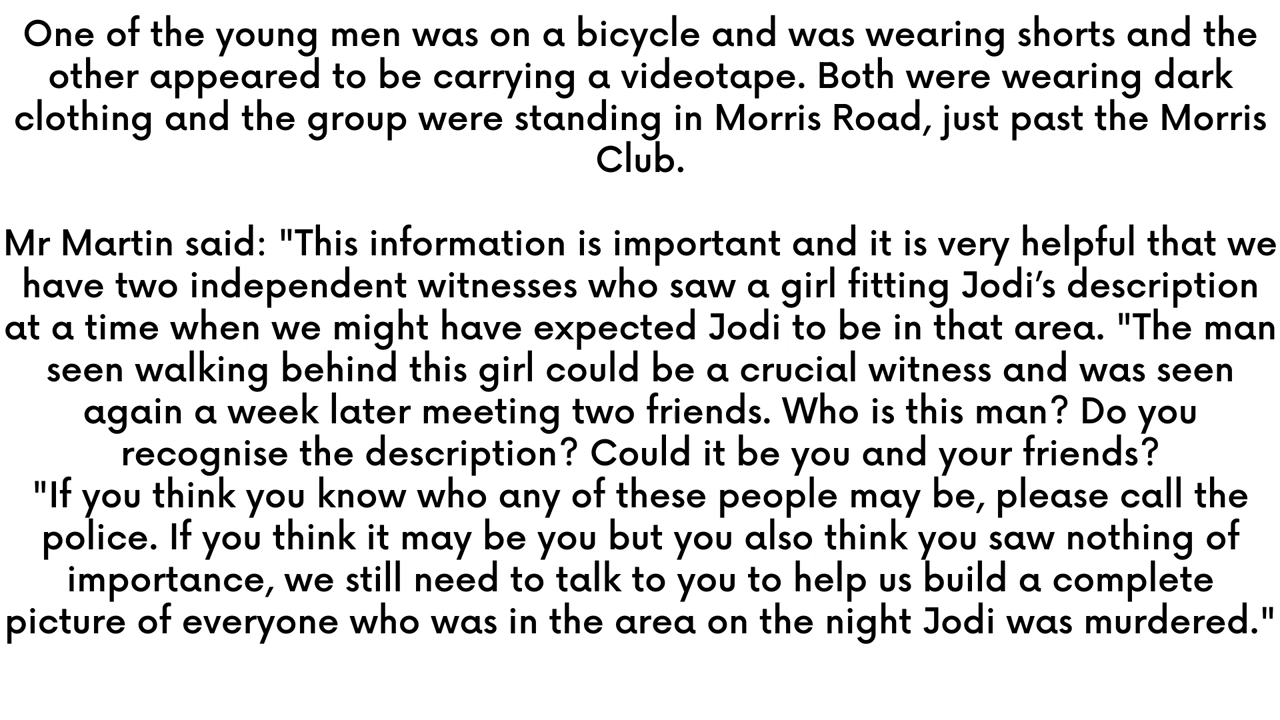 One of the young men was on a bicycle and was wearing shorts and the
other appeared to be carrying a videotape. Both were wearing dark
clothing and the group were standing in Morris Road, just past the Morris
Club.
Mr Martin said: "This information is important and it is very helpful that we
have two independent witnesses who saw a girl fitting Jodi’s description
at a time when we might have expected Jodi to be in that area. "The man
seen walking behind this girl could be a crucial witness and was seen
again a week later meeting two friends. Who is this man? Do you
recognise the description? Could it be you and your friends?
"If you think you know who any of these people may be, please call the
police. If you think it may be you but you also think you saw nothing of
importance, we still need to talk to you to help us build a complete
picture of everyone who was in the area on the night Jodi was murdered."